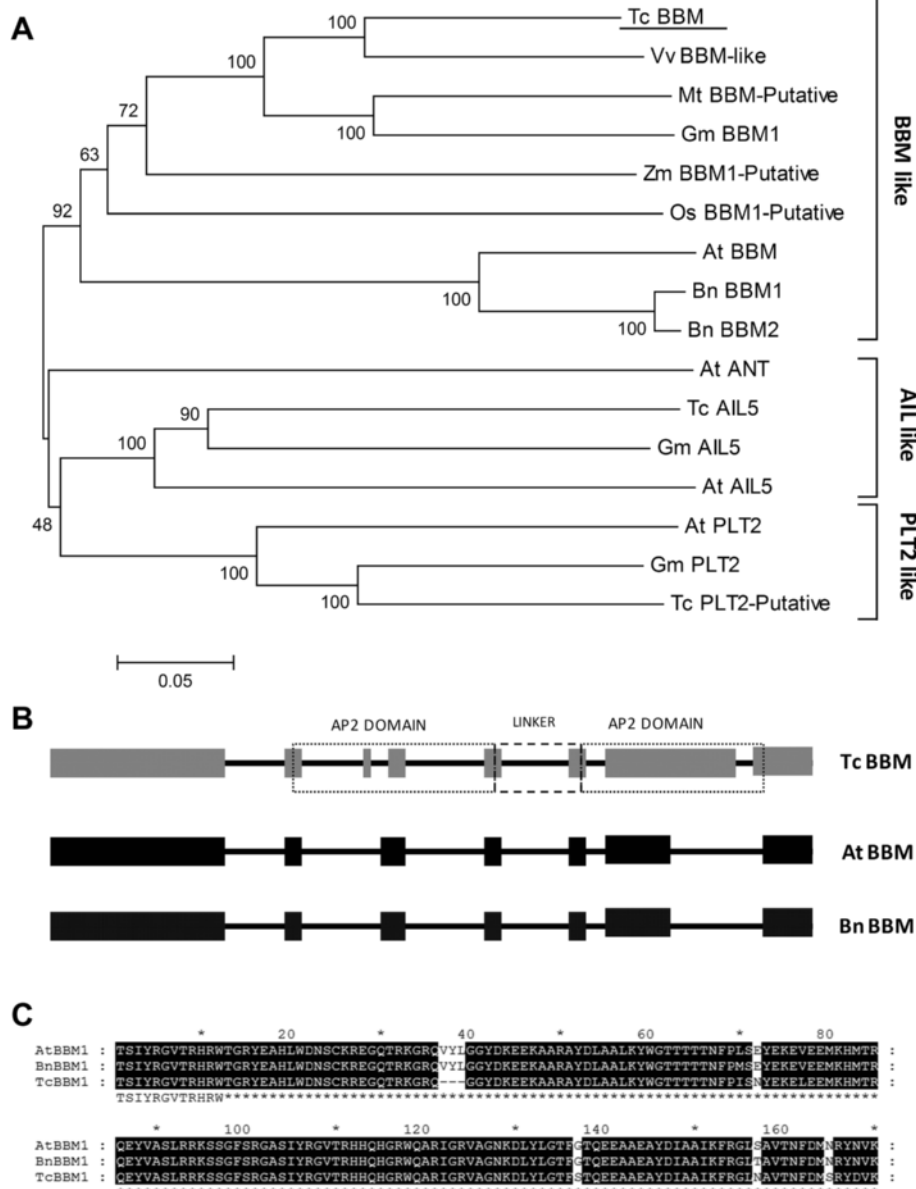 A
Tc BBM
Vv BBM-like
Mt BBM-Putative
Gm BBM1
Zm BBM1-Putative
Os BBM1-Putative
At BBM
Bn BBM1
Bn BBM2
At ANT
Tc AIL5
Gm AIL5
At AIL5
At PLT2
Gm PLT2
Tc PLT2-Putative
100
100
100
72
63
92
100
100
90
100
48
100
100
BBM like
AIL like
PLT2 like
0.05
B
AP2 DOMAIN LINKER AP2 DOMAIN
Tc BBM
At BBM
Bn BBM
C
* 20 * 40 * 60 * 80
AtBBM1 : TSIYRGVTRHRWTGRYEAHLWDNSCKREGQTRKGRQVYLGGYDKEEKAARAYDLAALKYWGTTTTTNFPLSEYEKEVEEMKHMTR :
BnBBM1 : TSIYRGVTRHRWTGRYEAHLWDNSCKREGQTRKGRQVYLGGYDKEEKAARAYDLAALKYWGTTTTTNFPMSEYEKEVEEMKHMTR :
TcBBM1 : TSIYRGVTRHRWTGRYEAHLWDNSCRREGQTRKGRQ---GGYDKEEKAARAYDLAALKYWGTTTTTNFPISNYEKELEEMKHMTR :
* 100 * 120 * 140 * 160 *
AtBBM1 : QEYVASLRRKSSGFSRGASIYRGVTRHHQHGRWQARIGRVAGNKDLYLGTFGTQEEAAEAYDIAAIKFRGLSAVTNFDMNRYNVK :
BnBBM1 : QEYVASLRRKSSGFSRGASIYRGVTRHHQHGRWQARIGRVAGNKDLYLGTFGTQEEAAEAYDIAAIKFRGLTAVTNFDMNRYNVK :
TcBBM1 : QEYVASLRRKSSGFSRGASIYRGVTRHHQHGRWQARIGRVAGNKDLYLGTFSTQEEAAEAYDIAAIKFRGLNAVTNFDMSRYDVK :